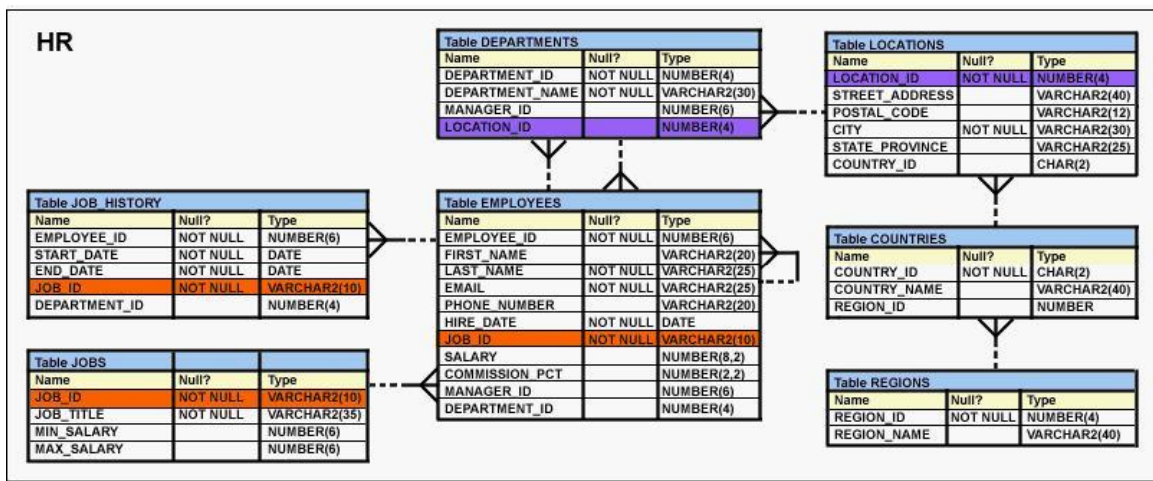 HR
Table DEPARTMENTS
Name Null? Type
DEPARTMENT_ID NOT NULL NUMBER(4)
DEPARTMENT_NAME NOT NULL VARCHAR2(30)
MANAGER_ID NUMBER(6)
LOCATION_ID NUMBER(4)
Table LOCATIONS
Name Null? Type
LOCATION_ID NOT NULL NUMBER(4)
STREET_ADDRESS VARCHAR2(40)
POSTAL_CODE VARCHAR2(12)
CITY NOT NULL VARCHAR2(30)
STATE_PROVINCE VARCHAR2(25)
COUNTRY_ID CHAR(2)
Table JOB_HISTORY
Name Null? Type
EMPLOYEE_ID NOT NULL NUMBER(6)
START_DATE NOT NULL DATE
END_DATE NOT NULL DATE
JOB_ID NOT NULL VARCHAR2(10)
DEPARTMENT_ID NUMBER(4)
Table EMPLOYEES
Name Null? Type
EMPLOYEE_ID NOT NULL NUMBER(6)
FIRST_NAME VARCHAR2(20)
LAST_NAME NOT NULL VARCHAR2(25)
EMAIL NOT NULL VARCHAR2(25)
PHONE_NUMBER VARCHAR2(20)
HIRE_DATE NOT NULL DATE
JOB_ID NOT NULL VARCHAR2(10)
SALARY NUMBER(8,2)
COMMISSION_PCT NUMBER(2,2)
MANAGER_ID NUMBER(6)
DEPARTMENT_ID NUMBER(4)
Table COUNTRIES
Name Null? Type
COUNTRY_ID NOT NULL CHAR(2)
COUNTRY_NAME VARCHAR2(40)
REGION_ID NUMBER
Table JOBS
Name Null? Type
JOB_ID NOT NULL VARCHAR2(10)
JOB_TITLE NOT NULL VARCHAR2(35)
MIN_SALARY NUMBER(6)
MAX_SALARY NUMBER(6)
Table REGIONS
Name Null? Type
REGION_ID NOT NULL NUMBER(4)
REGION_NAME VARCHAR2(40)